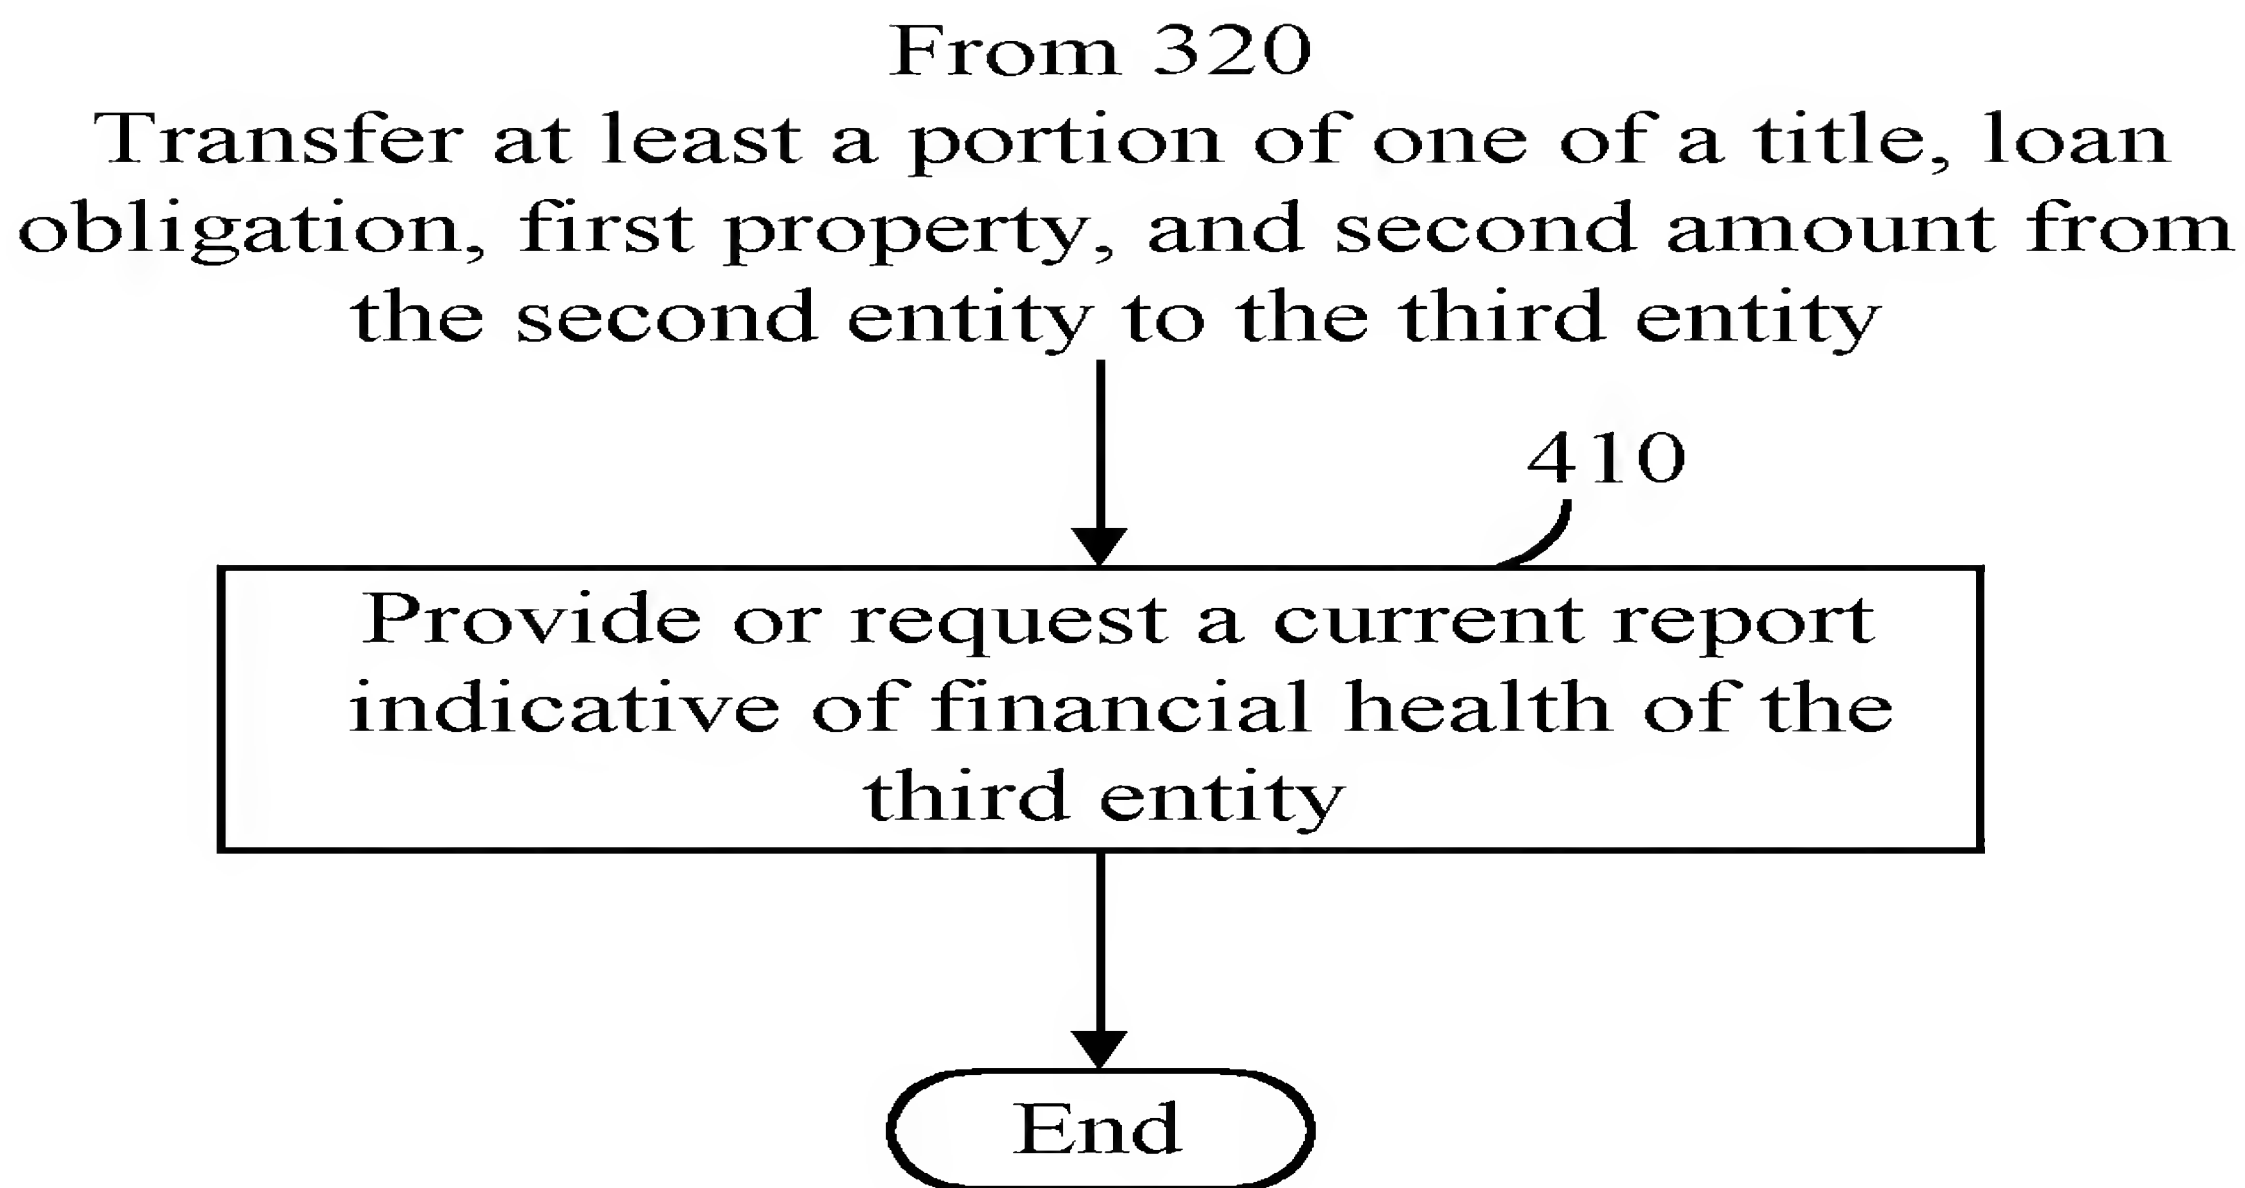 From 320
Transfer at least a portion of one of a title, loan
obligation, first property, and second amount from
the second entity to the third entity
410
Provide or request a current report
indicative of financial health of the
third entity
End